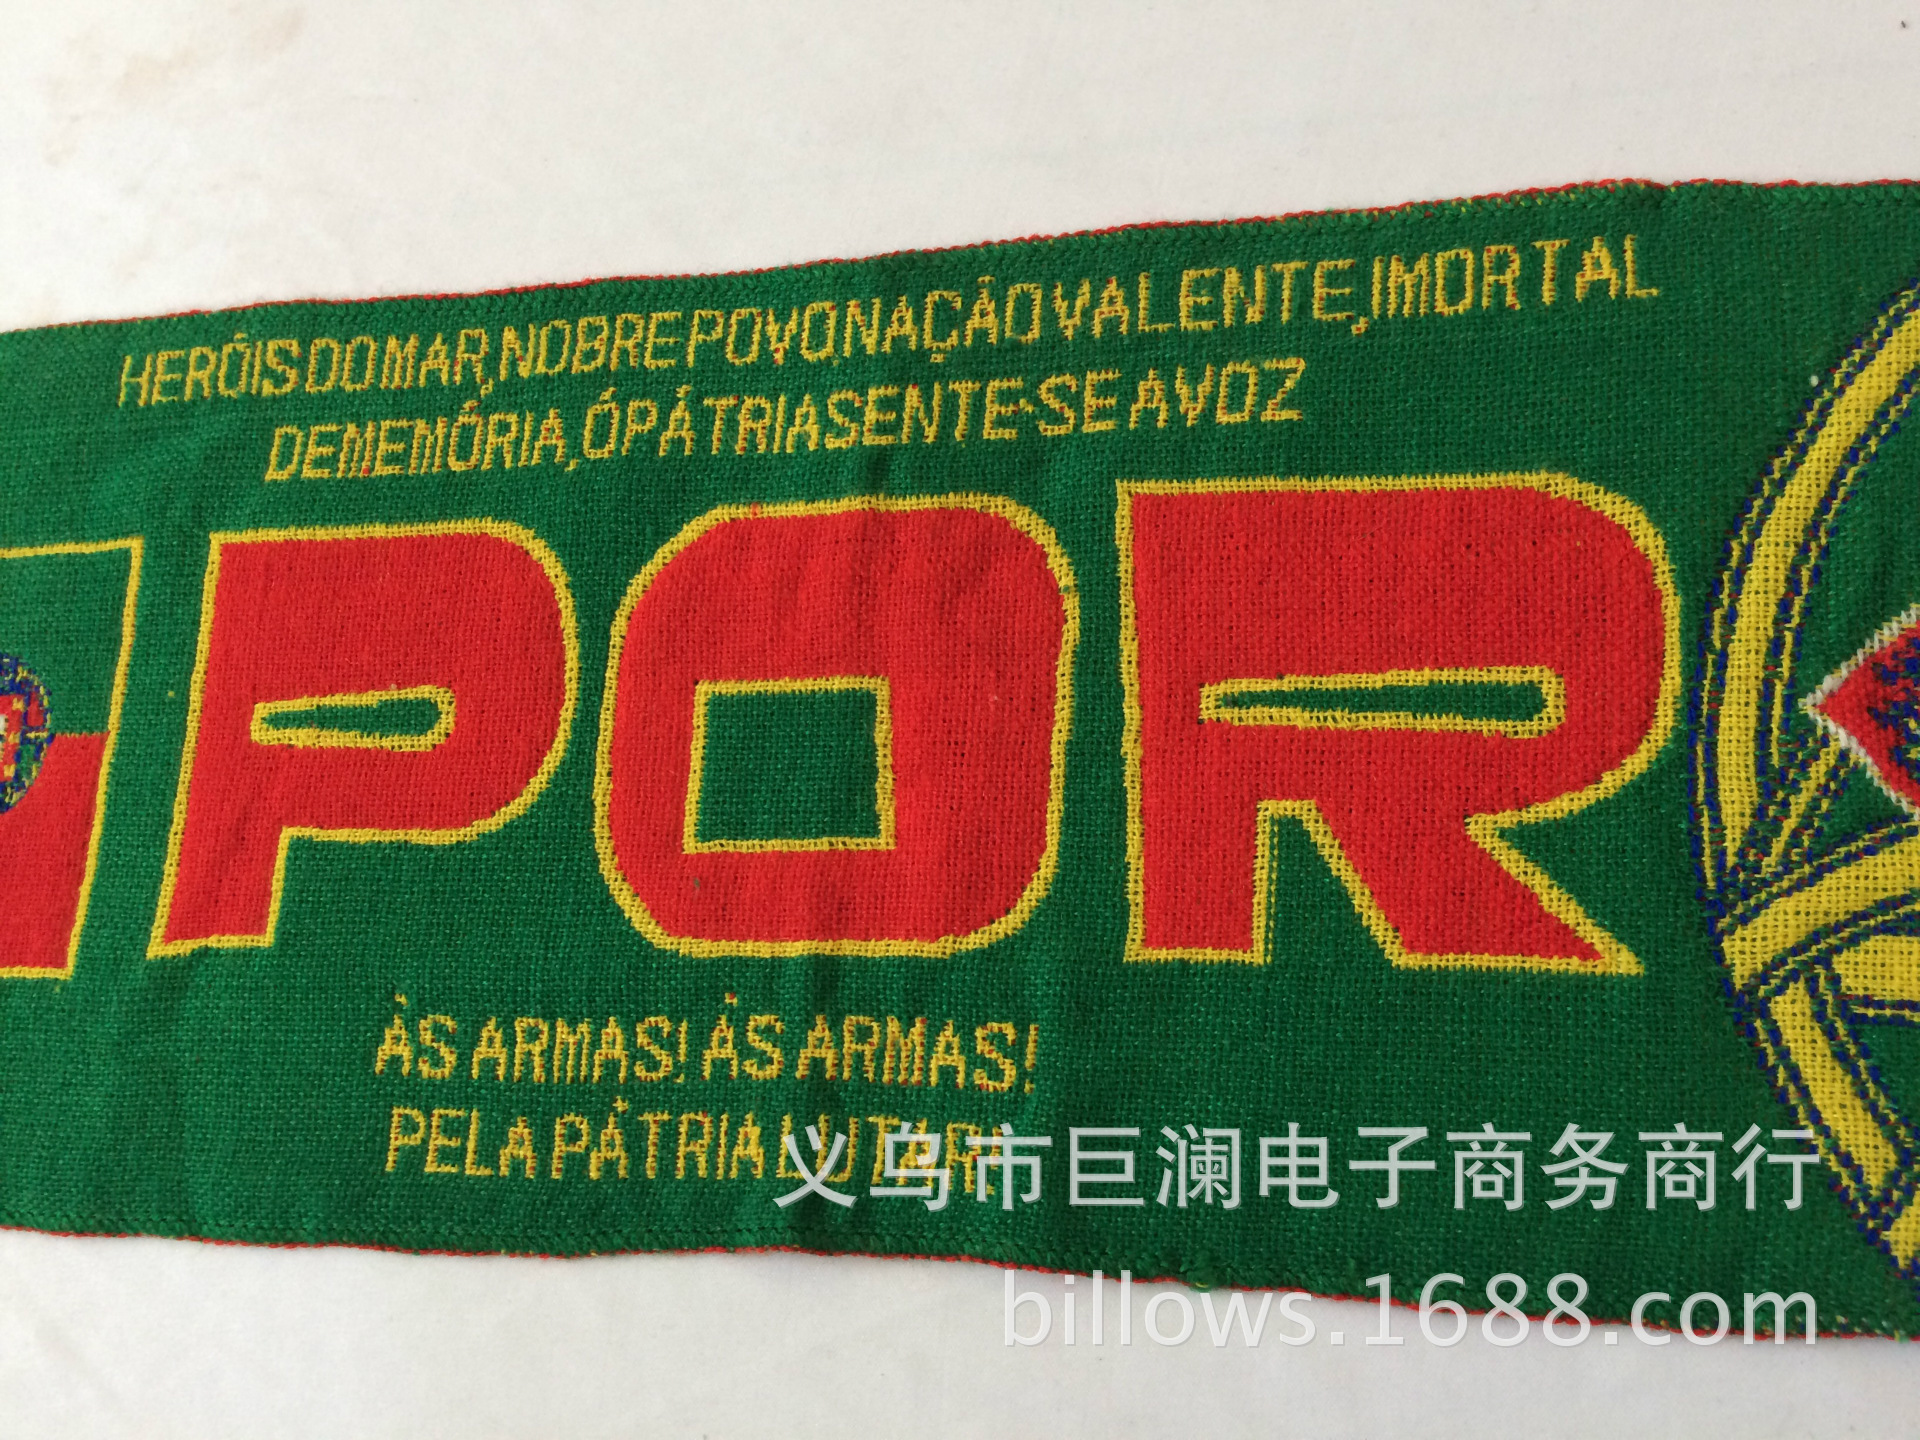 HERÓIS DO MAR, NOBRE POVO, NAÇÃO VALENTE, IMORTAL
DE MEMÓRIA, Ó PÁTRIA SENTE-SE A VOZ
POR
ÀS ARMAS! ÀS ARMAS!
PELA PÁTRIA LUTAR!
义乌市巨澜电子商务商行
billows.1688.com